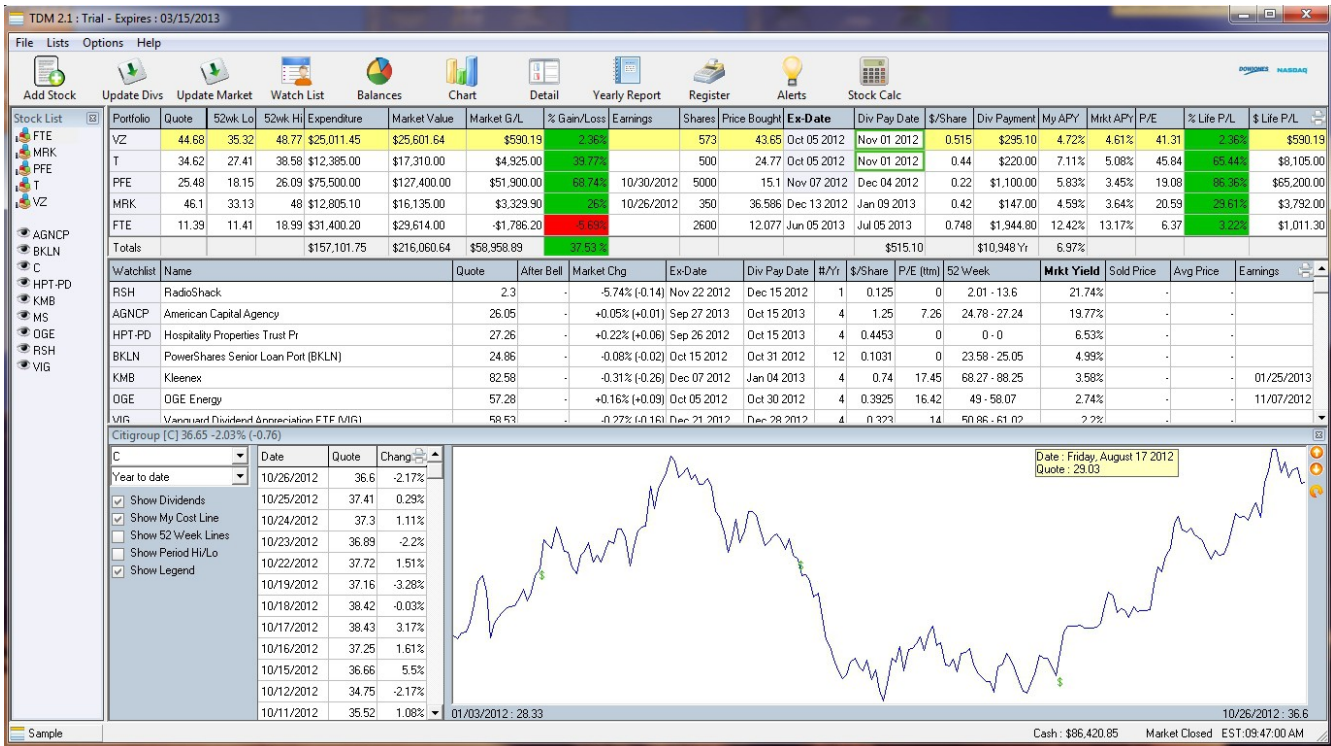 TDM 2.1 : Trial - Expires : 03/15/2013
File Lists Options Help
Add Stock Update Divs Update Market Watch List Balances Chart Detail Yearly Report Register Alerts Stock Calc DOWJONES NASDAQ
Stock List
FTE
MRK
PFE
T
VZ
AGNCP
BKLN
C
HPT-PD
KMB
MS
OGE
RSH
VIG
Portfolio Quote 52wk Lo 52wk Hi Expenditure Market Value Market G/L % Gain/Loss Earnings Shares Price Bought Ex-Date Div Pay Date $/Share Div Payment My APY Mrkt APY P/E % Life P/L $ Life P/L
VZ 44.68 35.32 48.77 $25,011.45 $25,601.64 $590.19 2.36% 573 43.65 Oct 05 2012 Nov 01 2012 0.515 $295.10 4.72% 4.61% 41.31 2.36% $590.19
T 34.62 27.41 38.58 $12,385.00 $17,310.00 $4,925.00 39.77% 500 24.77 Oct 05 2012 Nov 01 2012 0.44 $220.00 7.11% 5.08% 45.84 65.44% $8,105.00
PFE 25.48 18.15 26.09 $75,500.00 $127,400.00 $51,900.00 68.74% 10/30/2012 5000 15.1 Nov 07 2012 Dec 04 2012 0.22 $1,100.00 5.83% 3.45% 19.08 86.36% $65,200.00
MRK 46.1 33.13 48 $12,805.10 $16,135.00 $3,329.90 26% 10/26/2012 350 36.586 Dec 13 2012 Jan 09 2013 0.42 $147.00 4.59% 3.64% 20.59 29.61% $3,792.00
FTE 11.39 11.41 18.99 $31,400.20 $29,614.00 -$1,786.20 -5.69% 2600 12.077 Jun 05 2013 Jul 05 2013 0.748 $1,944.80 12.42% 13.17% 6.37 3.22% $1,011.30
Totals $157,101.75 $216,060.64 $58,958.89 37.53 % $515.10 $10,948 Yr 6.97%
Watchlist Name Quote After Bell Market Chg Ex-Date Div Pay Date #/Yr $/Share P/E (ttm) 52 Week Mrkt Yield Sold Price Avg Price Earnings
RSH RadioShack 2.3 - -5.74% (-0.14) Nov 22 2012 Dec 15 2012 1 0.125 0 2.01 - 13.6 21.74% - -
AGNCP American Capital Agency 26.05 - +0.05% (+0.01) Sep 27 2013 Oct 15 2013 4 1.25 7.26 24.78 - 27.24 19.77% - -
HPT-PD Hospitality Properties Trust Pr 27.26 - +0.22% (+0.06) Sep 26 2012 Oct 15 2012 4 0.4453 0 0 - 0 6.53% - -
BKLN PowerShares Senior Loan Port (BKLN) 24.86 - -0.08% (-0.02) Oct 15 2012 Oct 31 2012 12 0.1031 0 23.58 - 25.05 4.99% - -
KMB Kleenex 82.58 - -0.31% (-0.26) Dec 07 2012 Jan 04 2013 4 0.74 17.45 68.27 - 88.25 3.58% - - 01/25/2013
OGE OGE Energy 57.28 - +0.16% (+0.09) Oct 05 2012 Oct 30 2012 4 0.3925 16.42 49 - 58.07 2.74% - - 11/07/2012
VIG Vanguard Dividend Appreciation ETF (VIG) 58.53 - -0.27% (-0.16) Dec 21 2012 Dec 28 2012 4 0.323 14 50.86 - 61.02 2.2% - -
Citigroup [C] 36.65 -2.03% (-0.76)
C
Year to date
Show Dividends
Show My Cost Line
Show 52 Week Lines
Show Period Hi/Lo
Show Legend
Date Quote Chang
10/26/2012 36.6 -2.17%
10/25/2012 37.41 0.29%
10/24/2012 37.3 1.11%
10/23/2012 36.89 -2.2%
10/22/2012 37.72 1.51%
10/19/2012 37.16 -3.28%
10/18/2012 38.42 -0.03%
10/17/2012 38.43 3.17%
10/16/2012 37.25 1.61%
10/15/2012 36.66 5.5%
10/12/2012 34.75 -2.17%
10/11/2012 35.52 1.08%
Date : Friday, August 17 2012
Quote : 29.03
$
$
$
01/03/2012 : 28.33 10/26/2012 : 36.6
Sample Cash : $86,420.85 Market Closed EST:09:47:00 AM